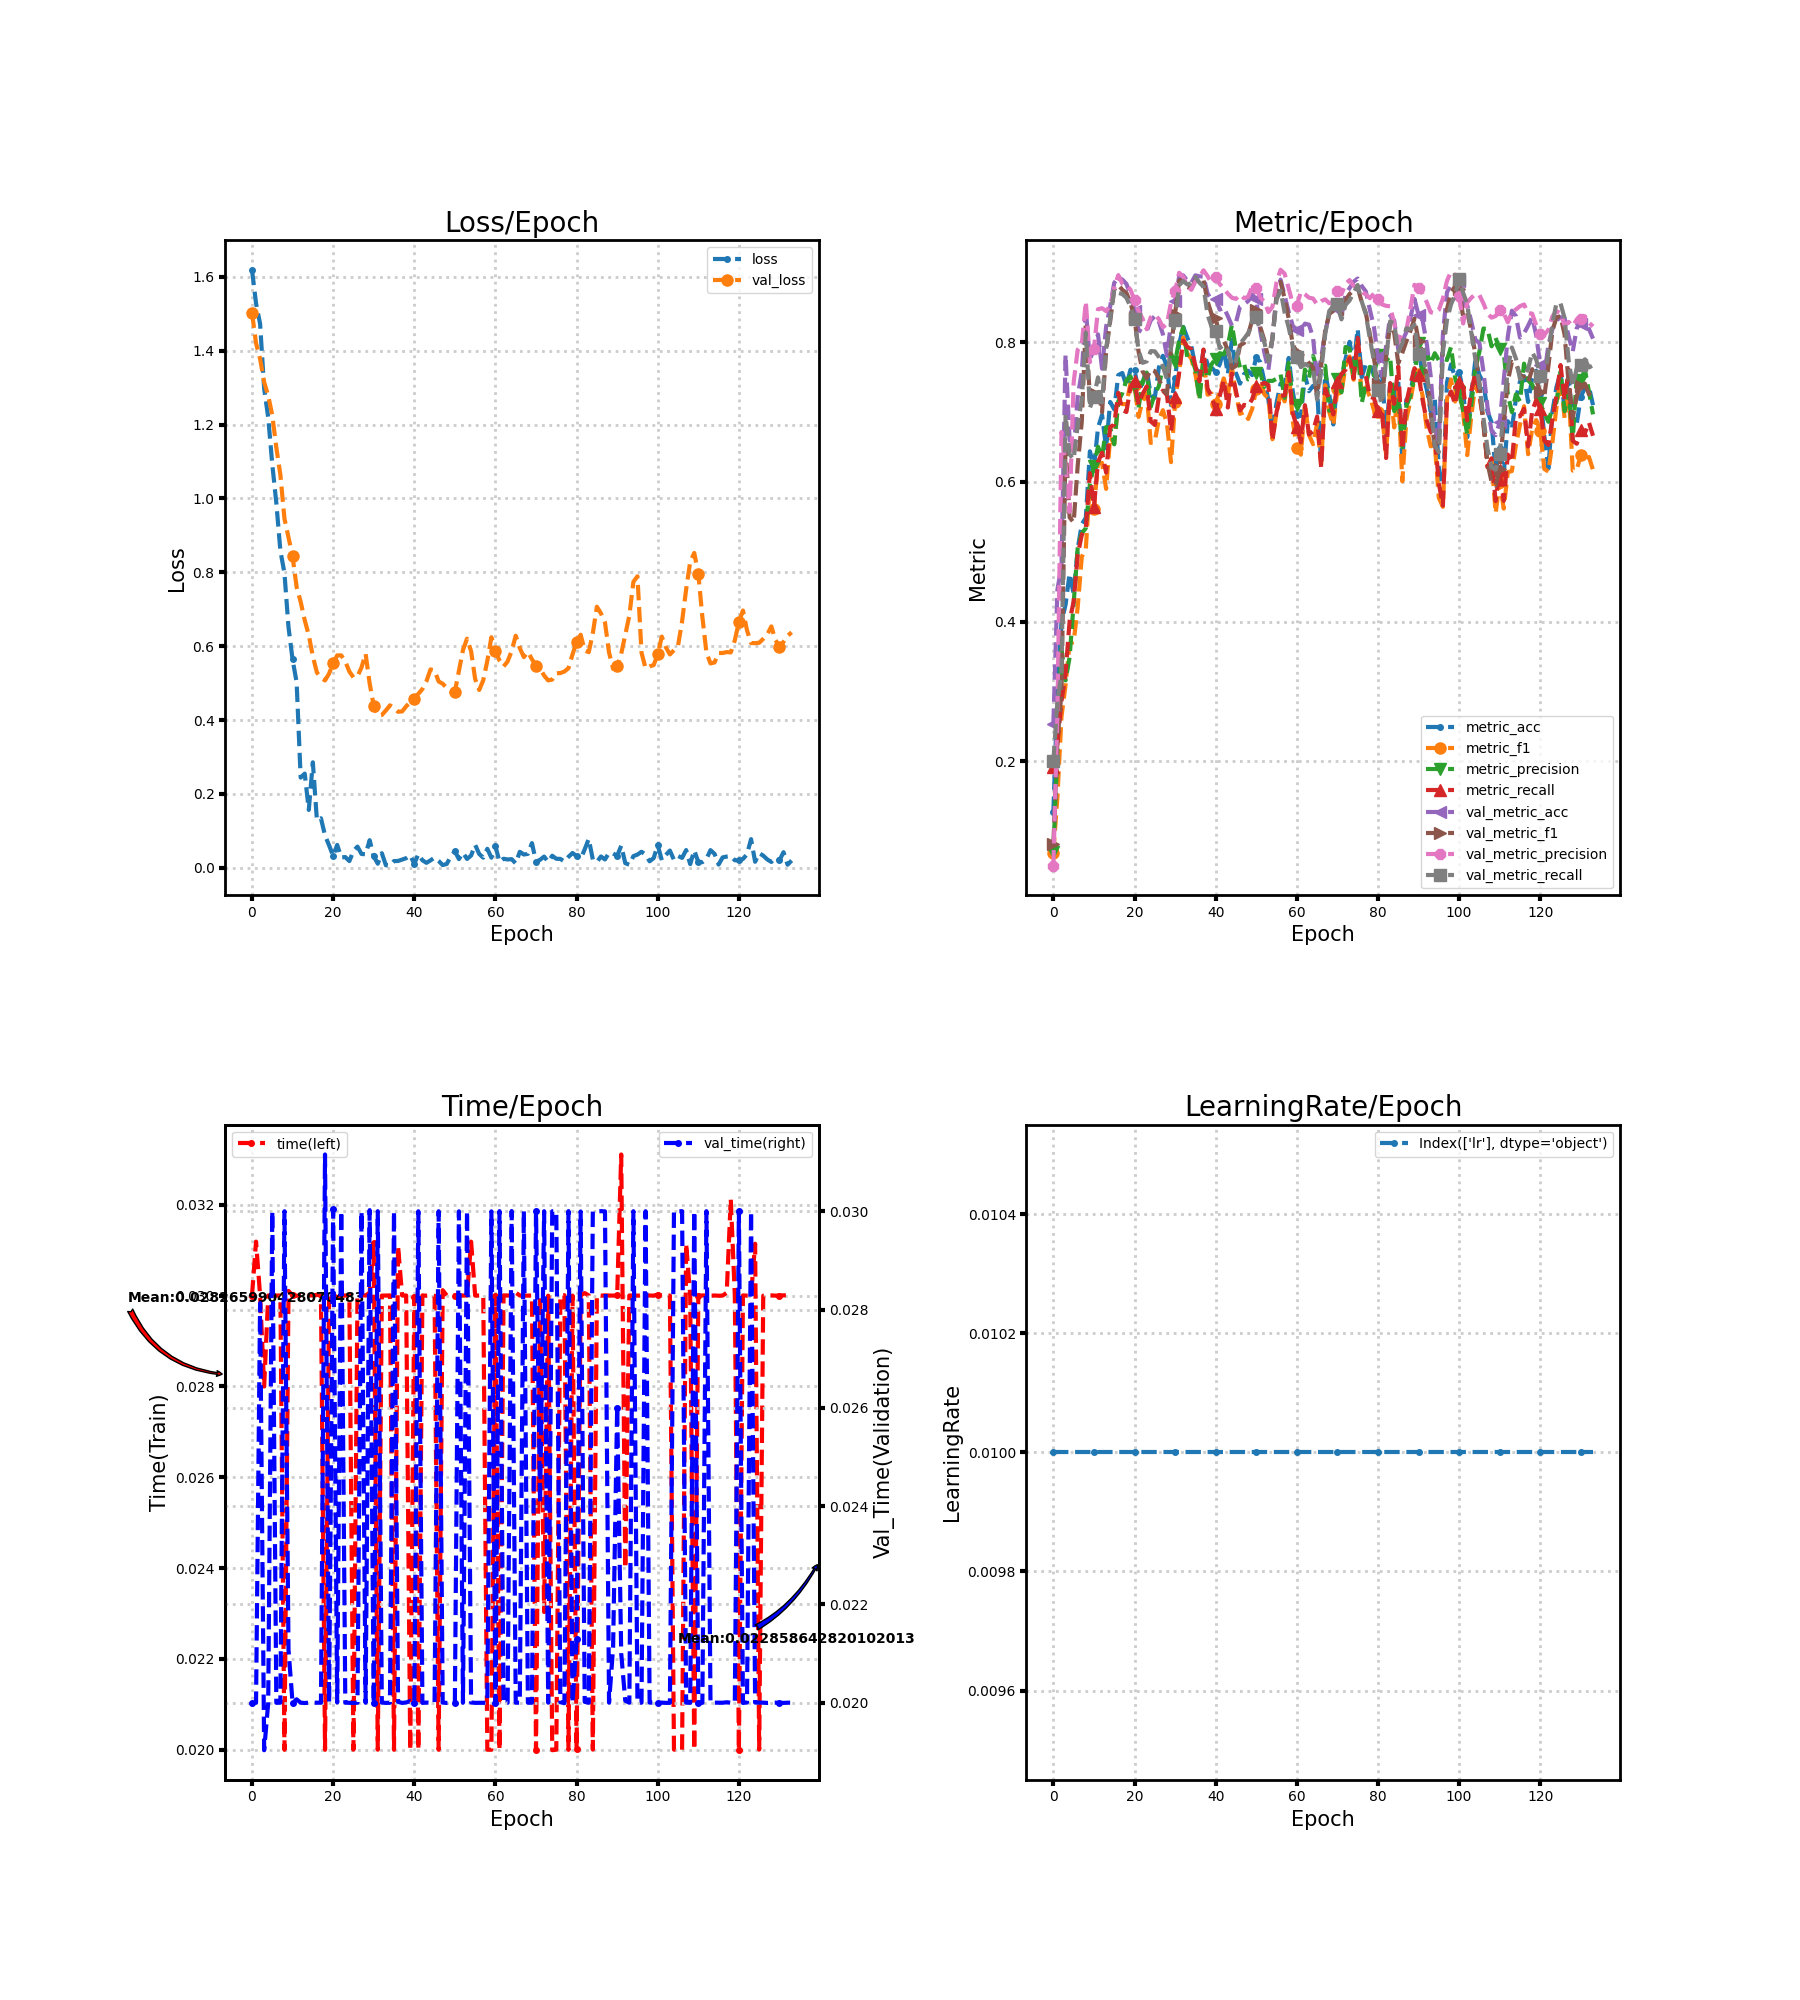 Loss/Epoch
loss
val_loss
1.6
1.4
1.2
1.0
0.8
0.6
0.4
0.2
0.0
Loss
0 20 40 60 80 100 120
Epoch
Metric/Epoch
0.8
0.6
0.4
0.2
Metric
metric_acc
metric_f1
metric_precision
metric_recall
val_metric_acc
val_metric_f1
val_metric_precision
val_metric_recall
0 20 40 60 80 100 120
Epoch
Time/Epoch
time(left)
val_time(right)
0.032
0.028
0.026
0.024
0.022
0.020
Time(Train)
0.030
0.028
0.026
0.024
0.022
0.020
Val_Time(Validation)
0 20 40 60 80 100 120
Epoch
LearningRate/Epoch
Index(['lr'], dtype='object')
0.0104
0.0102
0.0100
0.0098
0.0096
LearningRate
0 20 40 60 80 100 120
Epoch